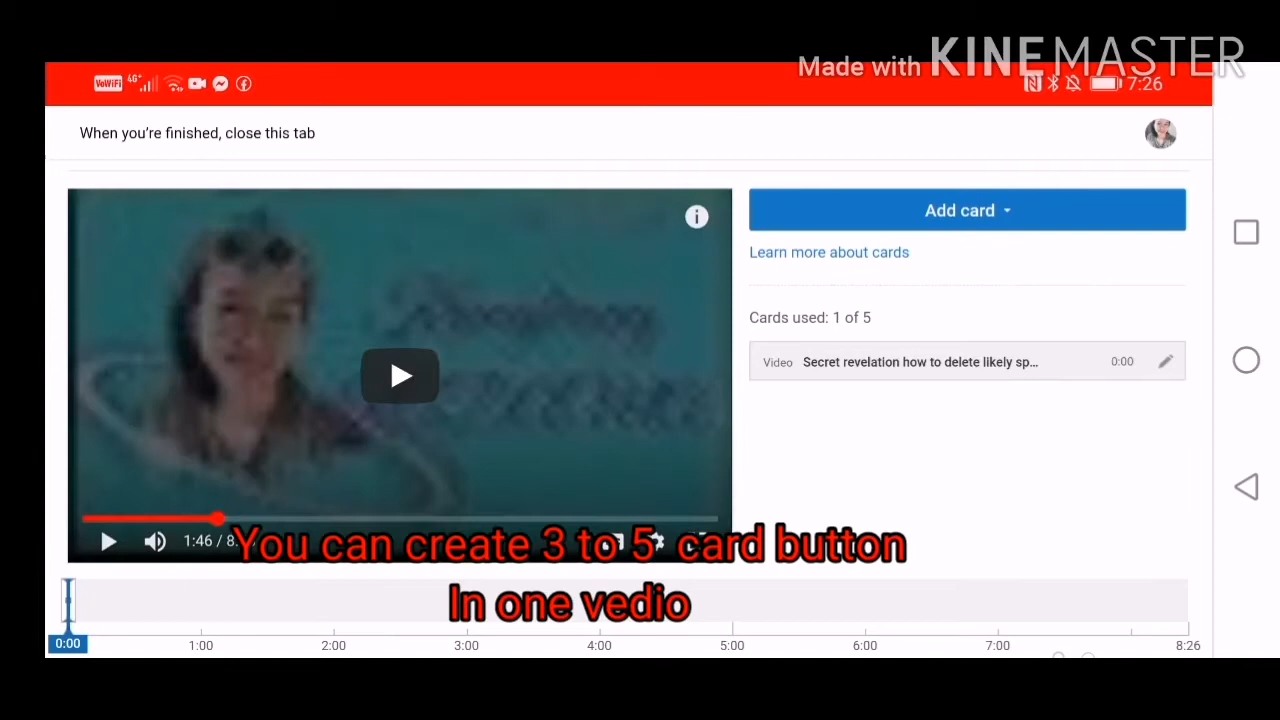 Made with KINEMASTER
VoWiFi 4G+ 7:26
When you're finished, close this tab
Add card
Learn more about cards
Cards used: 1 of 5
Video Secret revelation how to delete likely sp... 0:00
1:46 / 8:
You can create 3 to 5 card button
In one vedio
0:00 1:00 2:00 3:00 4:00 5:00 6:00 7:00 8:26